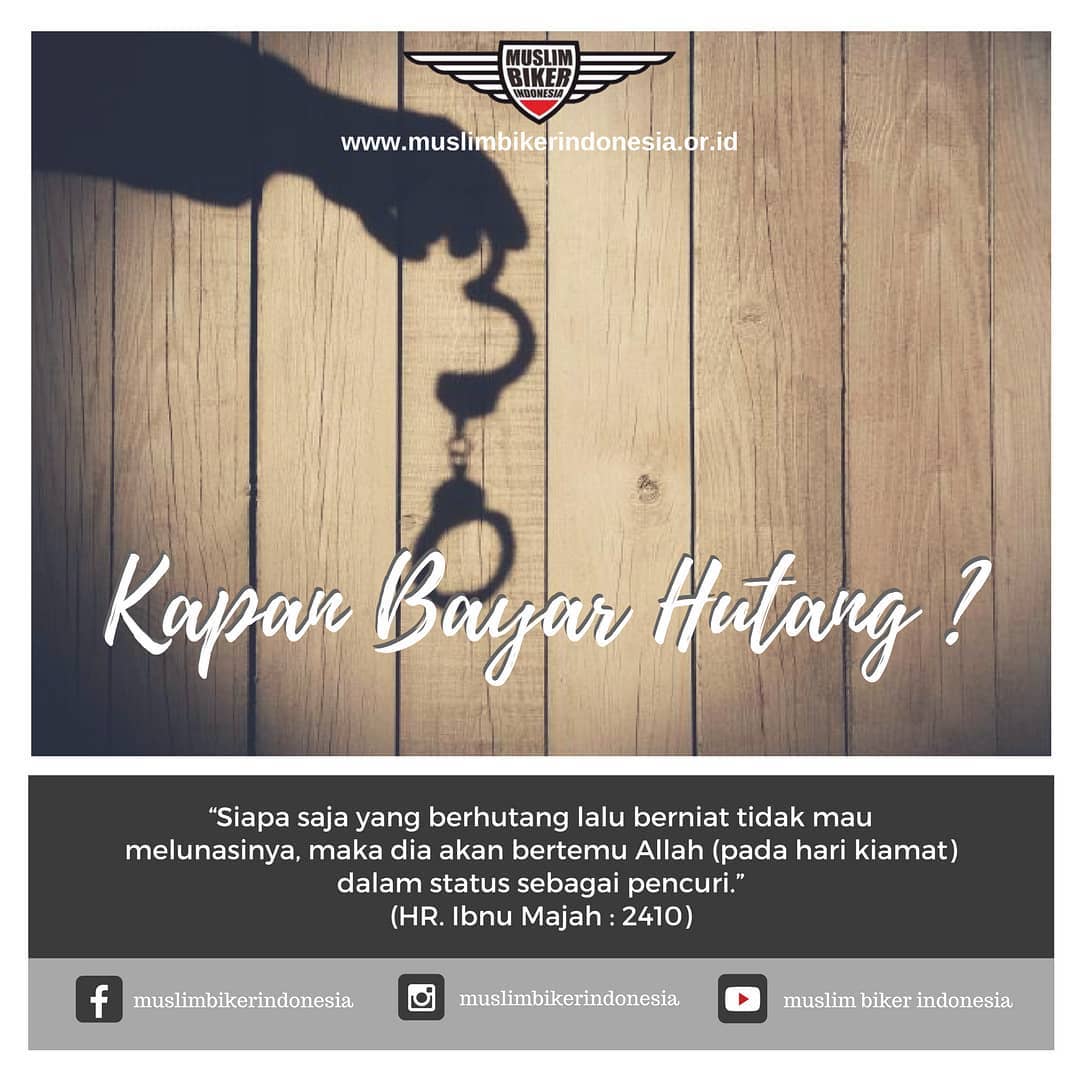 MUSLIM
BIKER
INDONESIA
www.muslimbikerindonesia.or.id
Kapan Bayar Hutang ?
“Siapa saja yang berhutang lalu berniat tidak mau
melunasinya, maka dia akan bertemu Allah (pada hari kiamat)
dalam status sebagai pencuri.”
(HR. Ibnu Majah : 2410)
muslimbikerindonesia
muslimbikerindonesia
muslim biker indonesia